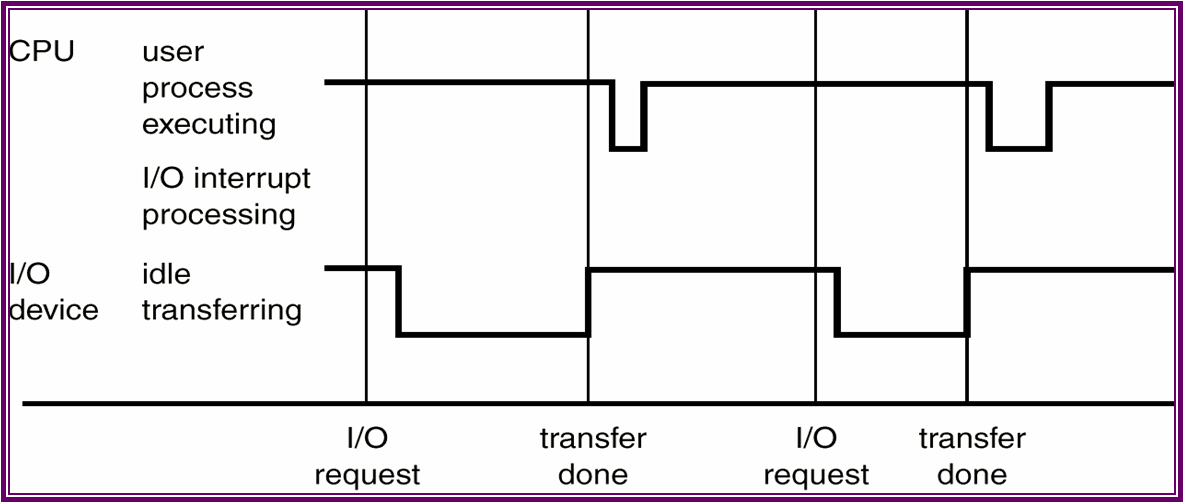 CPU user
process
executing
I/O interrupt
processing
I/O idle
device transferring
I/O transfer I/O transfer
request done request done